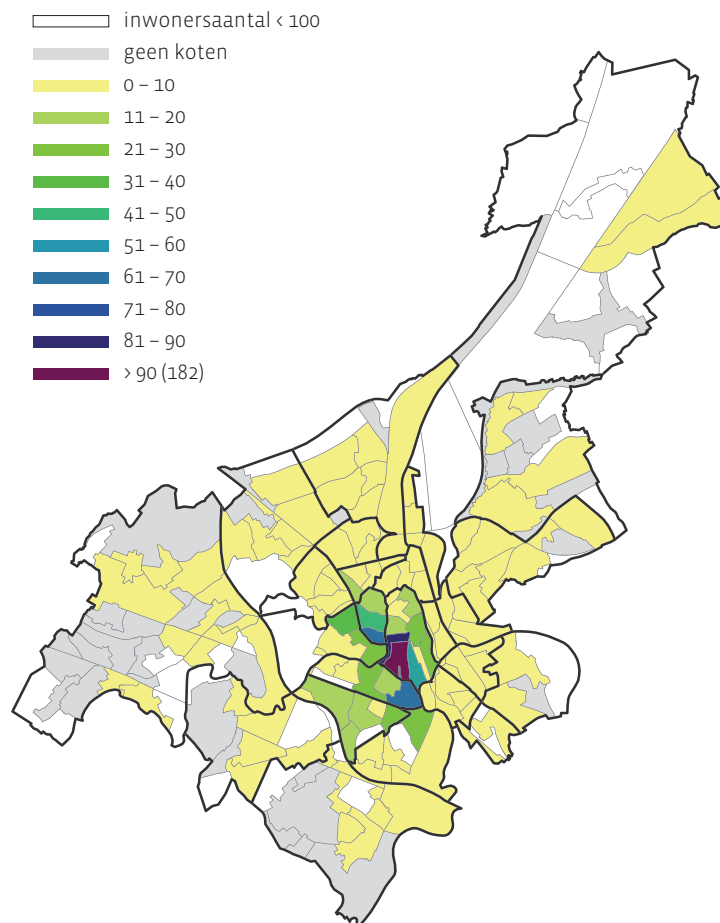 inwonersaantal < 100
geen koten
0 – 10
11 – 20
21 – 30
31 – 40
41 – 50
51 – 60
61 – 70
71 – 80
81 – 90
> 90 (182)